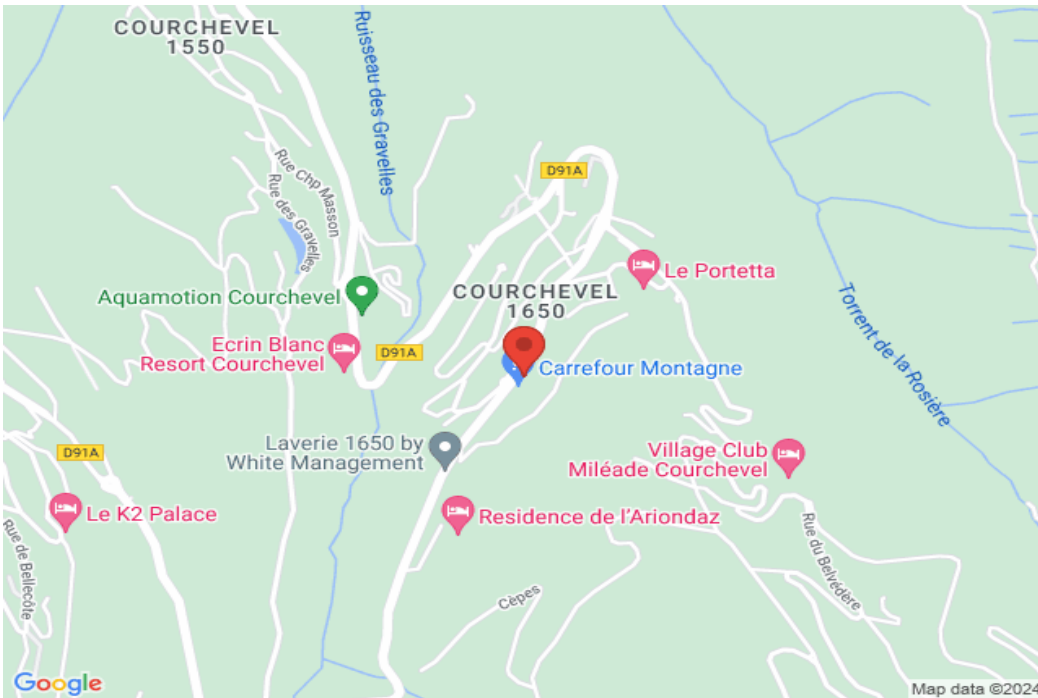 COURCHEVEL
1550
Ruisseau des Gravelles
D91A
Rue Chp Masson
Rue des Gravelles
Le Portetta
Aquamotion Courchevel
COURCHEVEL
1650
Torrent de la Rosière
Ecrin Blanc
Resort Courchevel
D91A
Carrefour Montagne
Laverie 1650 by
White Management
Village Club
Miléade Courchevel
D91A
Le K2 Palace
Residence de l'Ariondaz
Rue de Bellecôte
Rue du Belvédère
Cèpes
Google
Map data ©2024